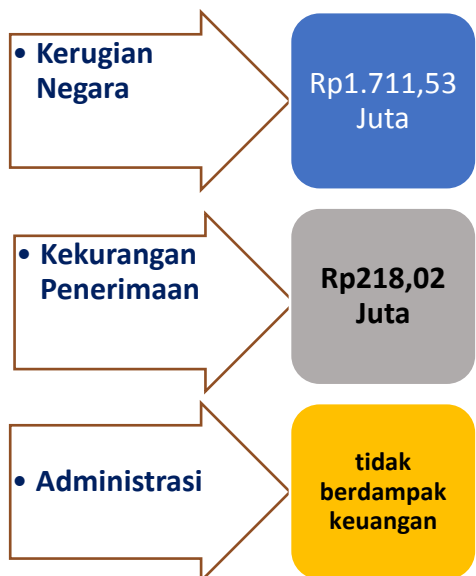 • Kerugian
Negara
Rp1.711,53
Juta
• Kekurangan
Penerimaan
Rp218,02
Juta
• Administrasi
tidak
berdampak
keuangan